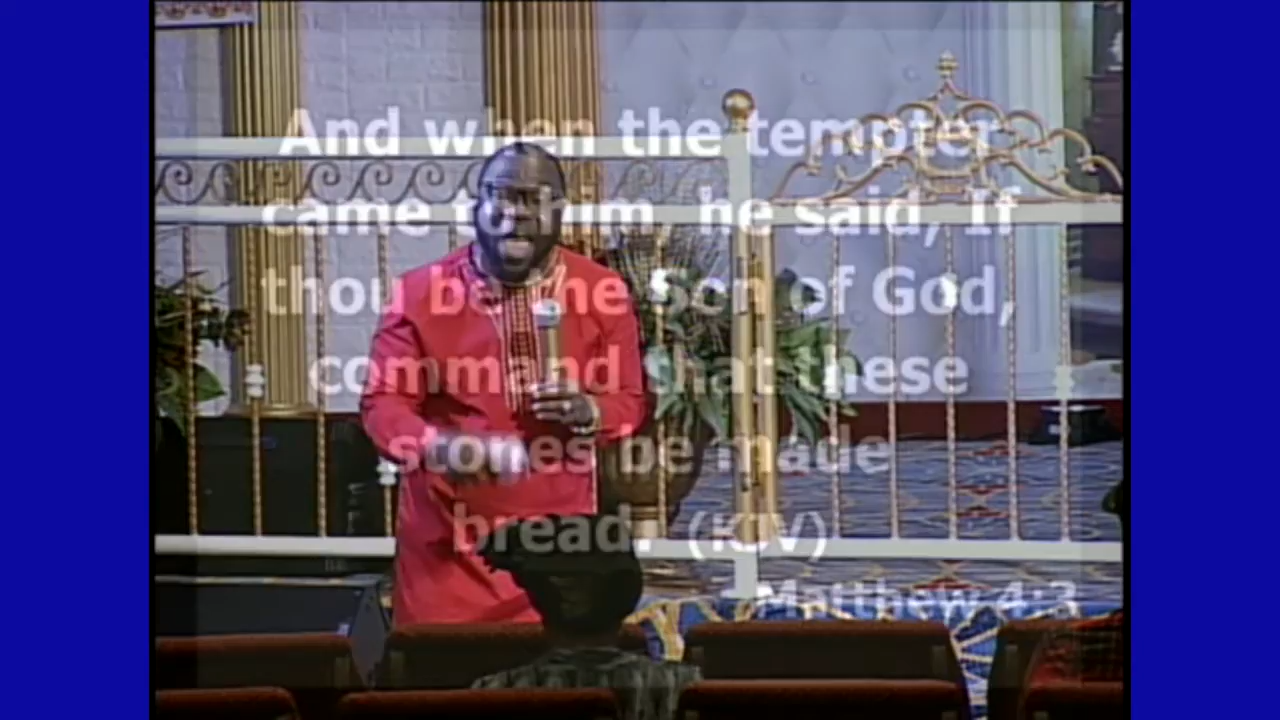 And when the tempter
came to him, he said, If
thou be the Son of God,
command that these
stones be made
bread. (KJV)
Matthew 4:3